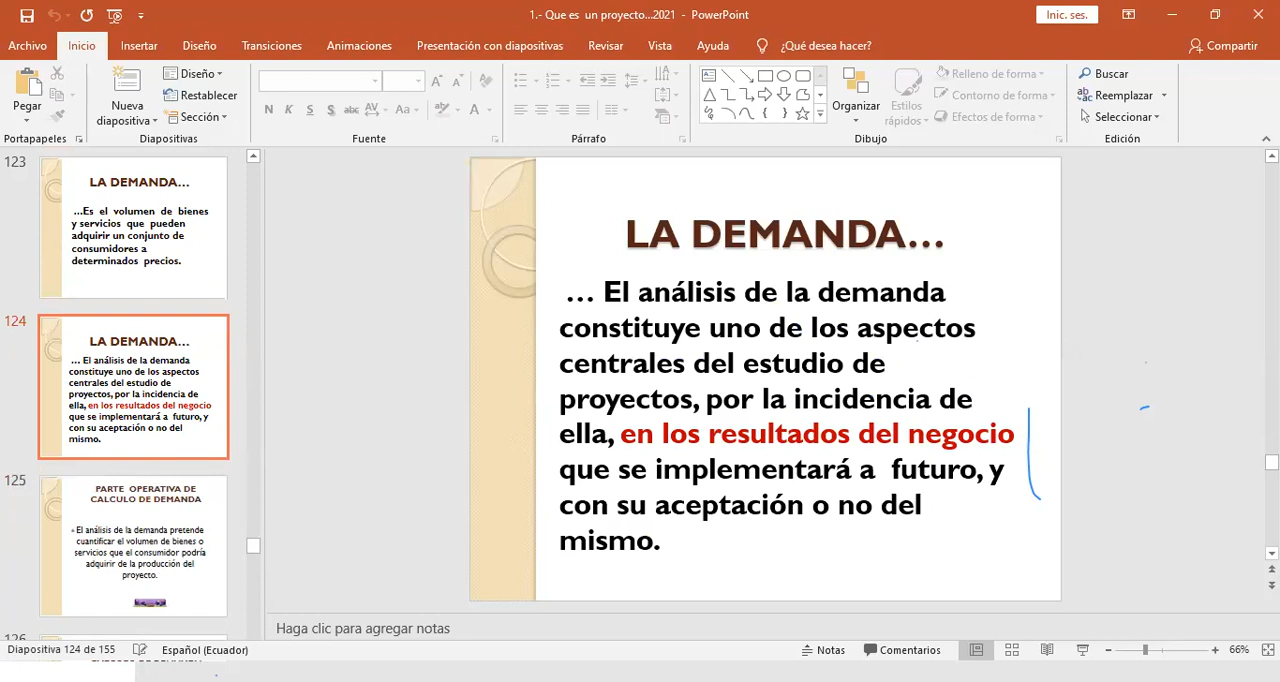 1.- Que es  un proyecto...2021  -  PowerPoint
Inic. ses.
Archivo
Inicio
Insertar
Diseño
Transiciones
Animaciones
Presentación con diapositivas
Revisar
Vista
Ayuda
¿Qué desea hacer?
Compartir
Pegar
Portapapeles
Nueva
diapositiva
Diseño
Restablecer
Sección
Diapositivas
N K S S abc AV Aa A
Fuente
Párrafo
Organizar
Estilos
rápidos
Relleno de forma
Contorno de forma
Efectos de forma
Dibujo
Buscar
Reemplazar
Seleccionar
Edición
123
LA DEMANDA...
...Es el volumen de bienes
y servicios que pueden
adquirir un conjunto de
consumidores a
determinados precios.
124
LA DEMANDA...
... El análisis de la demanda
constituye uno de los aspectos
centrales del estudio de
proyectos, por la incidencia de
ella, en los resultados del negocio
que se implementará a futuro, y
con su aceptación o no del
mismo.
125
PARTE OPERATIVA DE
CALCULO DE DEMANDA
El análisis de la demanda pretende
cuantificar el volumen de bienes o
servicios que el consumidor podría
adquirir de la producción del
proyecto.
126
LA DEMANDA...
... El análisis de la demanda
constituye uno de los aspectos
centrales del estudio de
proyectos, por la incidencia de
ella, en los resultados del negocio
que se implementará a futuro, y
con su aceptación o no del
mismo.
Haga clic para agregar notas
Diapositiva 124 de 155
Español (Ecuador)
Notas
Comentarios
66%